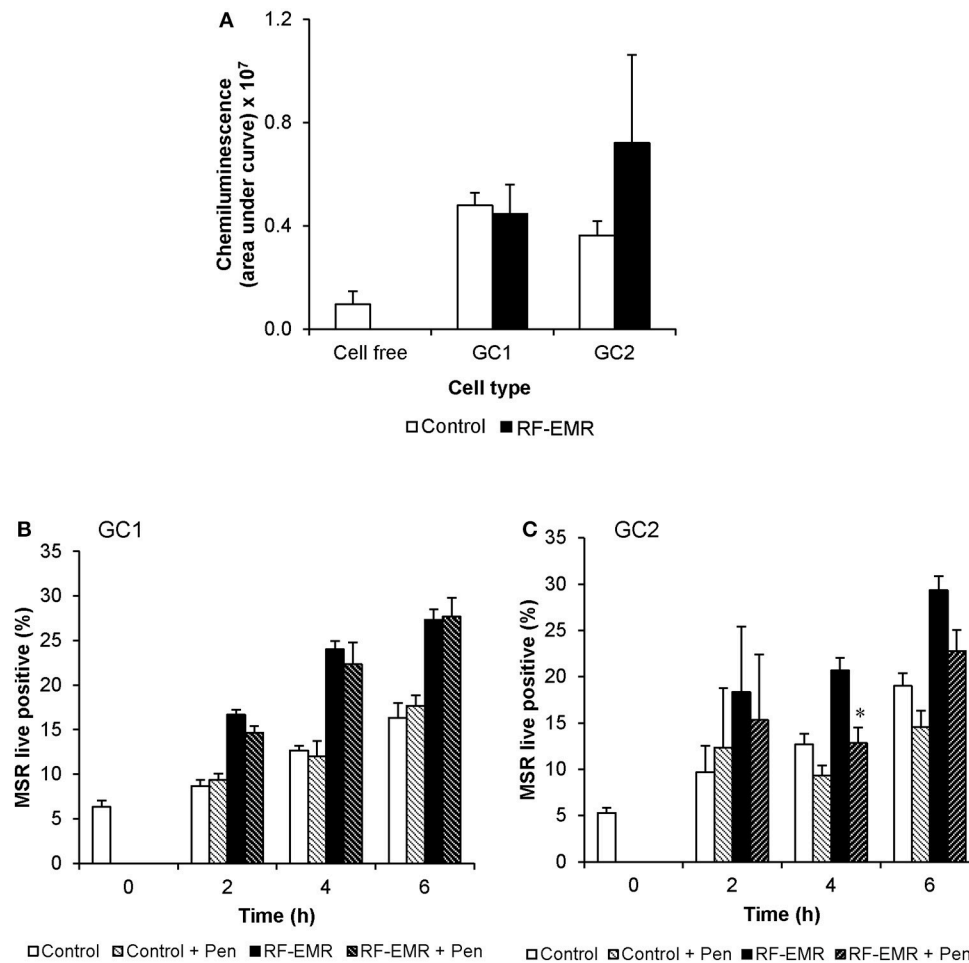 A
Chemiluminescence
(area under curve) x 10⁷
1.2
0.8
0.4
0.0
Cell free GC1 GC2
Cell type
Control RF-EMR
B GC1
MSR live positive (%)
35
30
25
20
15
10
5
0
0 2 4 6
Time (h)
Control Control + Pen RF-EMR RF-EMR + Pen
C GC2
MSR live positive (%)
35
30
25
20
15
10
5
0
*
0 2 4 6
Time (h)
Control Control + Pen RF-EMR RF-EMR + Pen